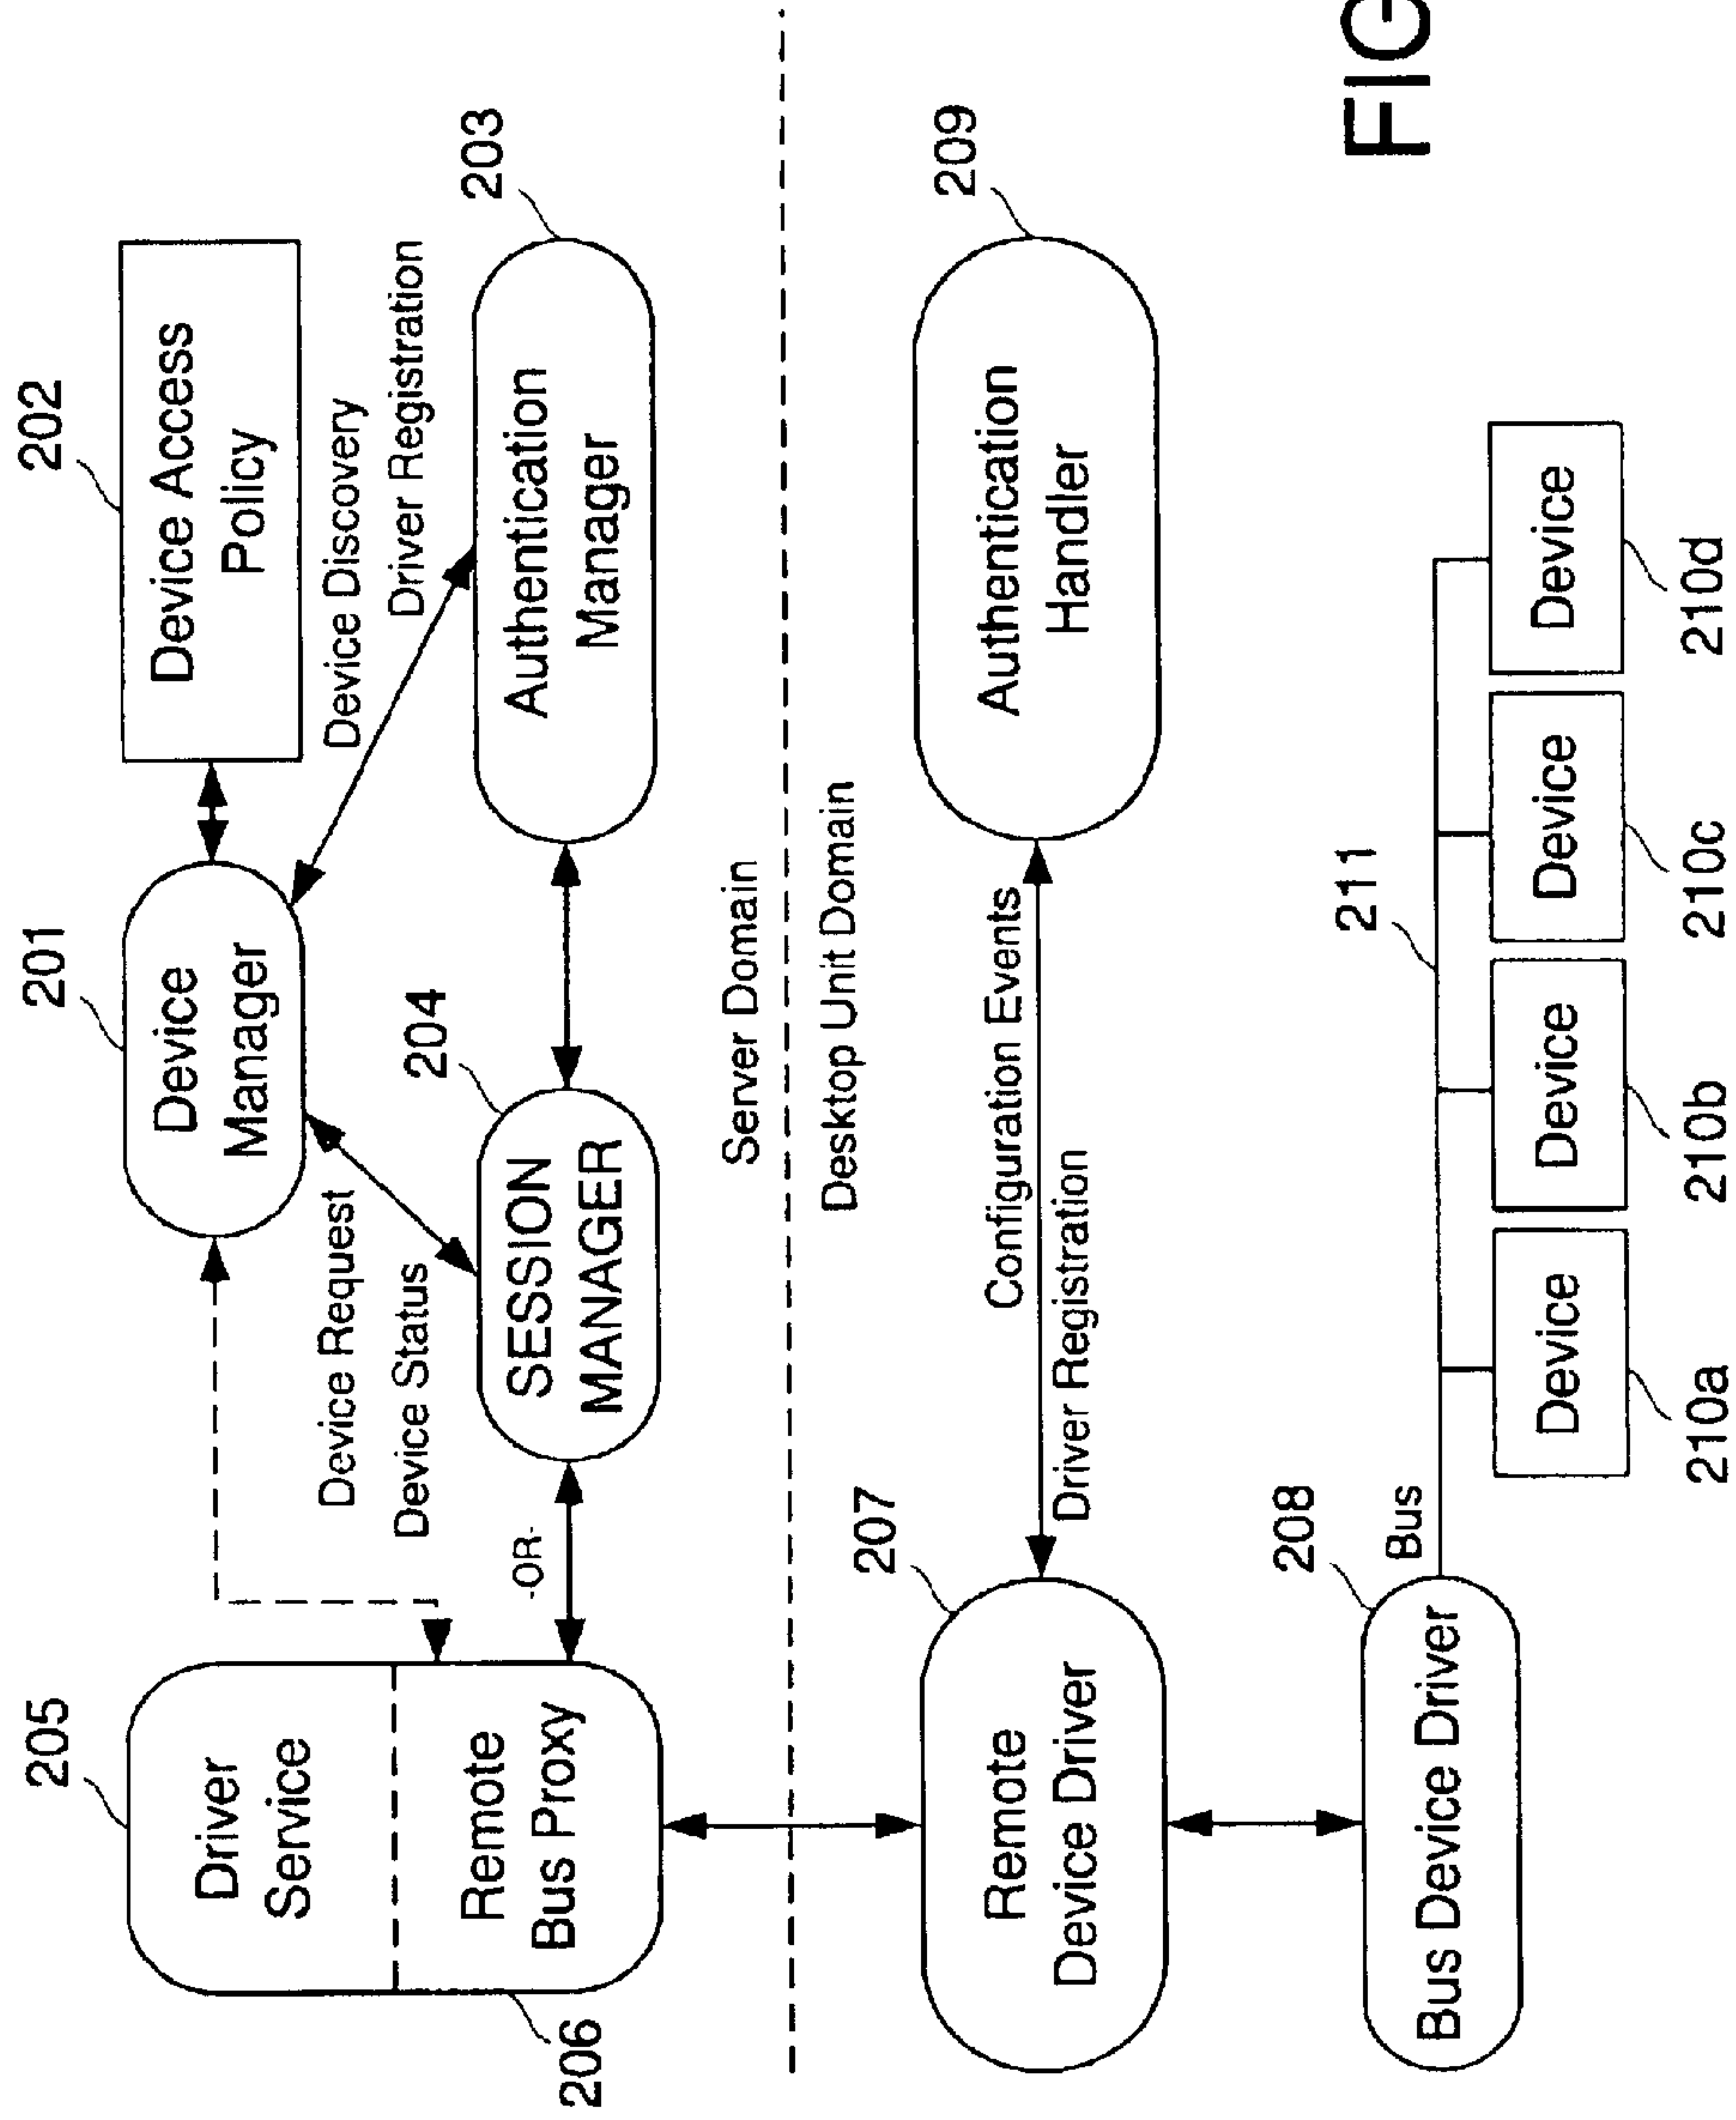 205
Driver
Service
Remote
Bus Proxy
206
201
Device
Manager
202
Device Access
Policy
Device Request
Device Status
Device Discovery
Driver Registration
-OR-
204
SESSION
MANAGER
203
Authentication
Manager
Server Domain
Desktop Unit Domain
207
Remote
Device Driver
Configuration Events
Driver Registration
209
Authentication
Handler
208
Bus Device Driver
Bus
211
Device
Device
Device
Device
210a
210b
210c
210d
FIG